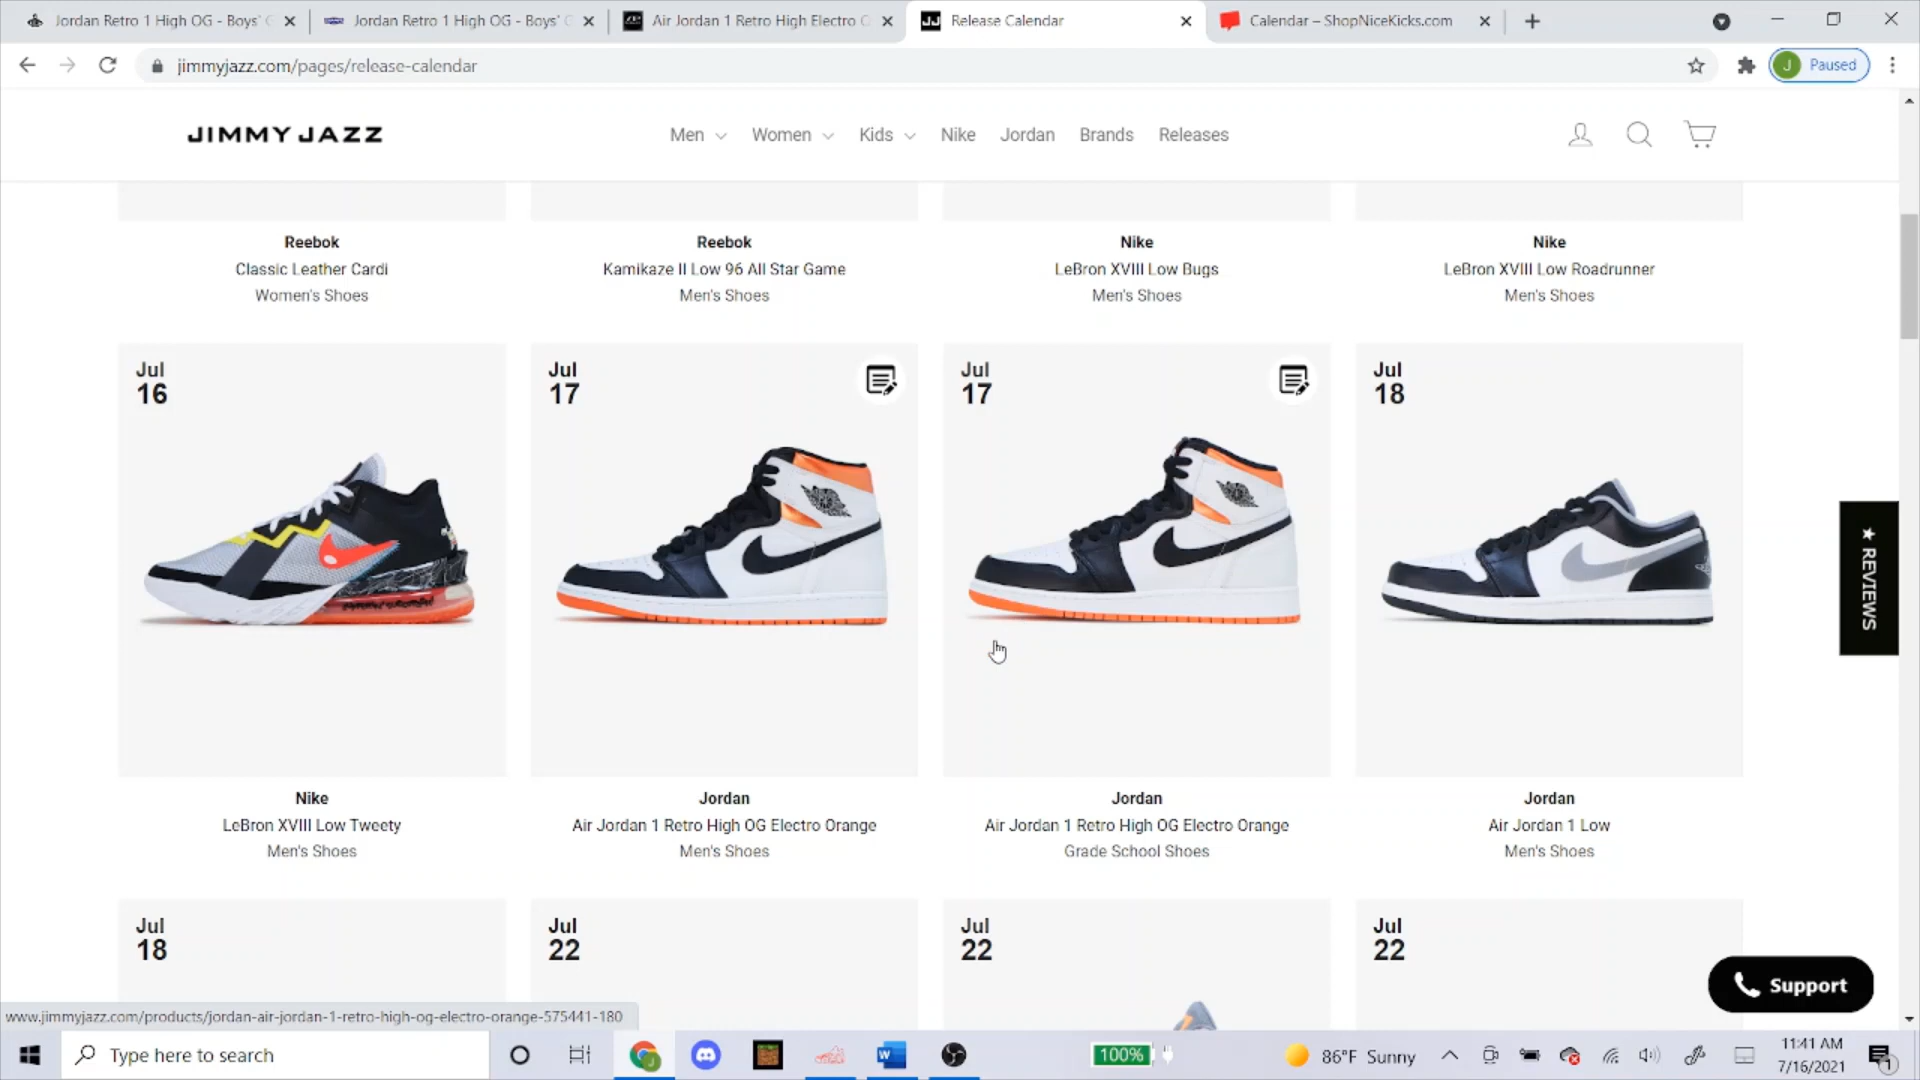 Jordan Retro 1 High OG - Boys'
Jordan Retro 1 High OG - Boys'
Air Jordan 1 Retro High Electro
Release Calendar
Calendar – ShopNiceKicks.com
jimmyjazz.com/pages/release-calendar
J
Paused
JIMMY JAZZ
Men
Women
Kids
Nike
Jordan
Brands
Releases
Reebok
Classic Leather Cardi
Women's Shoes
Reebok
Kamikaze II Low 96 All Star Game
Men's Shoes
Nike
LeBron XVIII Low Bugs
Men's Shoes
Nike
LeBron XVIII Low Roadrunner
Men's Shoes
Jul
16
Jul
17
Jul
17
Jul
18
★ REVIEWS
Nike
LeBron XVIII Low Tweety
Men's Shoes
Jordan
Air Jordan 1 Retro High OG Electro Orange
Men's Shoes
Jordan
Air Jordan 1 Retro High OG Electro Orange
Grade School Shoes
Jordan
Air Jordan 1 Low
Men's Shoes
Jul
18
Jul
22
Jul
22
Jul
22
Support
www.jimmyjazz.com/products/jordan-air-jordan-1-retro-high-og-electro-orange-575441-180
Type here to search
100%
86°F Sunny
11:41 AM
7/16/2021
1